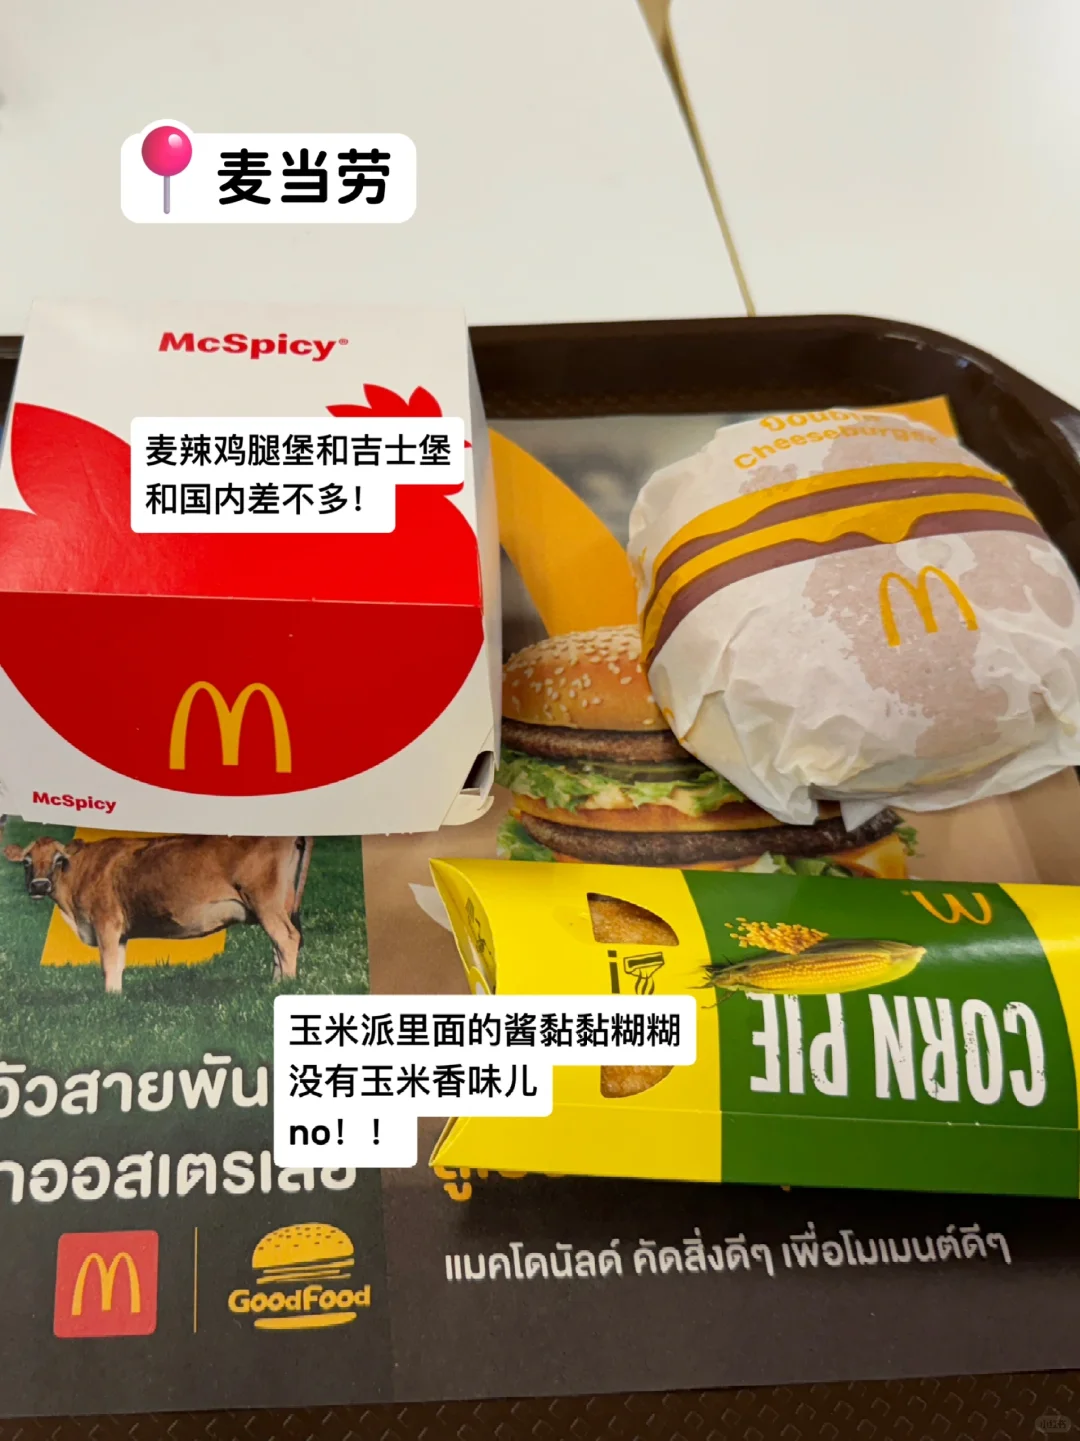 麦当劳
McSpicy®
麦辣鸡腿堡和吉士堡
和国内差不多！
Double
Cheeseburger
McSpicy
CORN PIE
玉米派里面的酱黏黏糊糊
没有玉米香味儿
no！！
วัวสายพัน
าออสเตรเลีย
GoodFood
แมคโดนัลด์ คัดสิ่งดีๆ เพื่อโมเมนต์ดีๆ
小红书